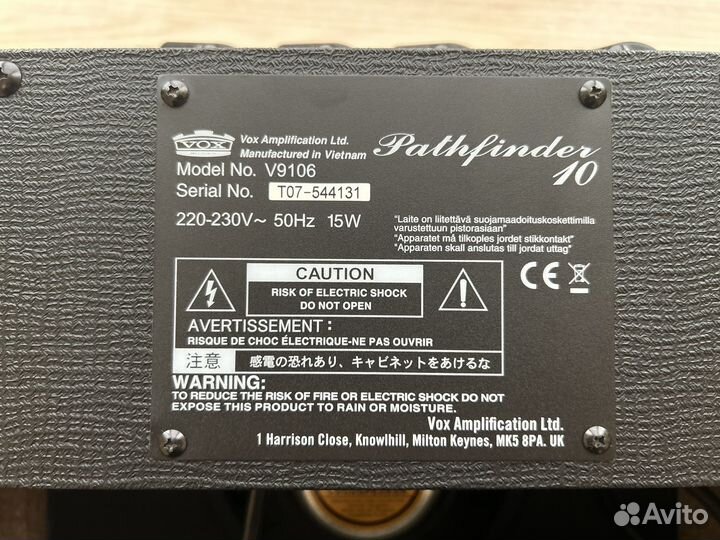 VOX
Vox Amplification Ltd.
Manufactured in Vietnam
Pathfinder
10
Model No. V9106
Serial No. T07-544131
220-230V~ 50Hz 15W
"Laite on liitettävä suojamaadoituskoskettimilla
varustettuun pistorasiaan"
"Apparatet må tilkoples jordet stikkontakt"
"Apparaten skall anslutas till jordat uttag"
CE
CAUTION
RISK OF ELECTRIC SHOCK
DO NOT OPEN
AVERTISSEMENT :
RISQUE DE CHOC ÉLECTRIQUE-NE PAS OUVRIR
注意 感電の恐れあり、キャビネットをあけるな
WARNING:
TO REDUCE THE RISK OF FIRE OR ELECTRIC SHOCK DO NOT
EXPOSE THIS PRODUCT TO RAIN OR MOISTURE.
Vox Amplification Ltd.
1 Harrison Close, Knowlhill, Milton Keynes, MK5 8PA. UK
Avito